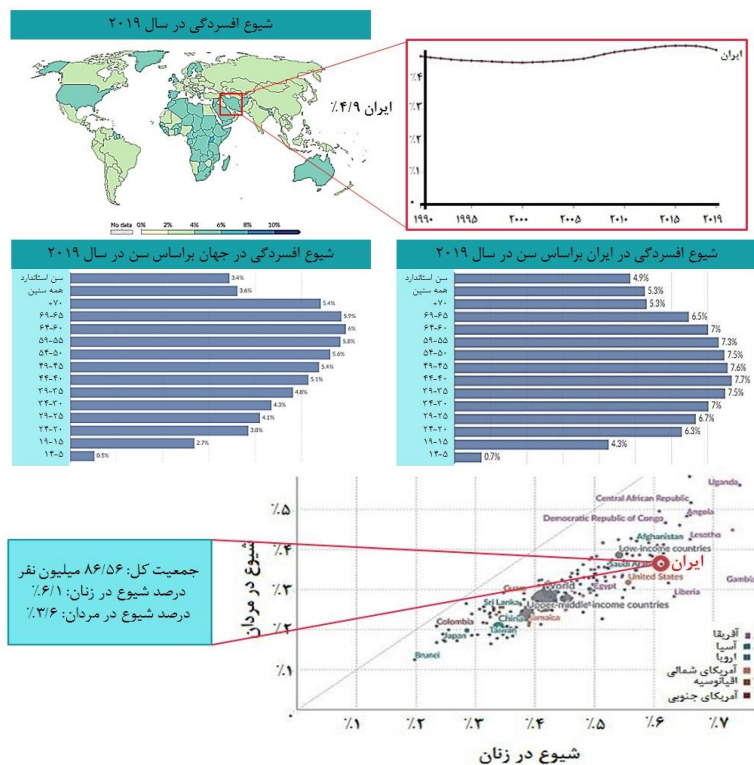 شیوع افسردگی در سال ۲۰۱۹
ایران ۴/۹٪
No data 0% 2% 4% 6% 8% 10%
ایران
٪۴
٪۳
٪۲
٪۱
۰
۱۹۹۰ ۱۹۹۵ ۲۰۰۰ ۲۰۰۵ ۲۰۱۰ ۲۰۱۵ ۲۰۱۹
شیوع افسردگی در جهان براساس سن در سال ۲۰۱۹
سن استاندارد 3.4%
همه سنین 3.6%
۷۰+ 5.4%
۶۹-۶۵ 5.9%
۶۴-۶۰ 6%
۵۹-۵۵ 5.8%
۵۴-۵۰ 5.6%
۴۹-۴۵ 5.4%
۴۴-۴۰ 5.1%
۳۹-۳۵ 4.8%
۳۴-۳۰ 4.3%
۲۹-۲۵ 4.1%
۲۴-۲۰ 3.8%
۱۹-۱۵ 2.7%
۱۴-۵ 0.5%
شیوع افسردگی در ایران براساس سن در سال ۲۰۱۹
سن استاندارد 4.9%
همه سنین 5.3%
۷۰+ 5.3%
۶۹-۶۵ 6.5%
۶۴-۶۰ 7%
۵۹-۵۵ 7.3%
۵۴-۵۰ 7.5%
۴۹-۴۵ 7.6%
۴۴-۴۰ 7.7%
۳۹-۳۵ 7.5%
۳۴-۳۰ 7%
۲۹-۲۵ 6.7%
۲۴-۲۰ 6.3%
۱۹-۱۵ 4.3%
۱۴-۵ 0.7%
جمعیت کل: ۸۶/۵۶ میلیون نفر
درصد شیوع در زنان: ۶/۱٪
درصد شیوع در مردان: ۳/۶٪
شیوع در مردان
٪۵
٪۴
٪۳
٪۲
٪۱
۰
Uganda
Central African Republic
Angola
Democratic Republic of Congo
Lesotho
Afghanistan
Low-income countries
Saudi Arabia
ایران
United States
Gambia
World
Egypt
Liberia
Guam
Sri Lanka
Upper-middle-income countries
Colombia
China
Jamaica
Japan
Taiwan
Brunei
آفریقا
آسیا
اروپا
آمریکای شمالی
اقیانوسیه
آمریکای جنوبی
٪۱ ٪۲ ٪۳ ٪۴ ٪۵ ٪۶ ٪۷
شیوع در زنان